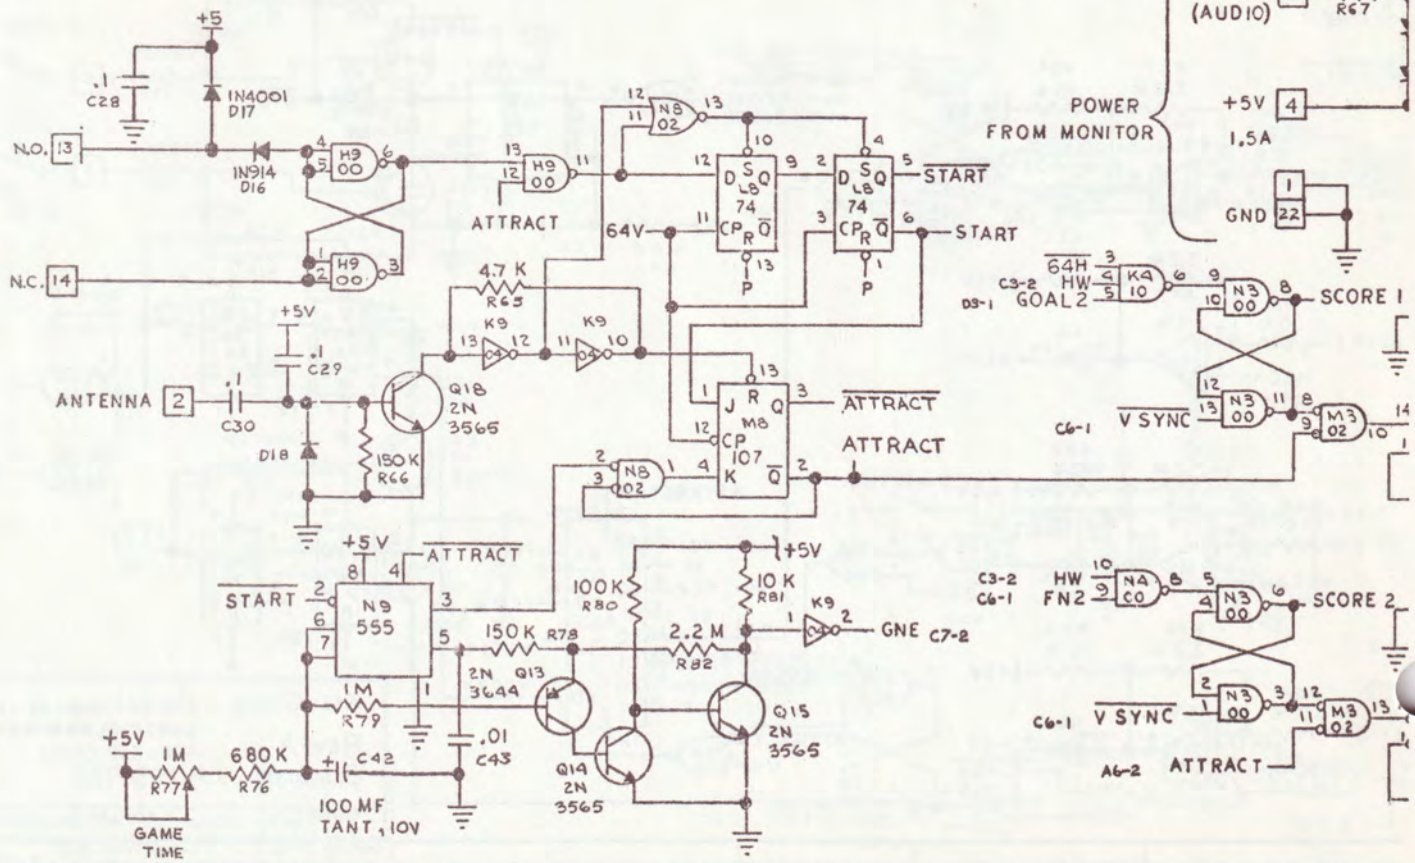 +5
.1
C28
1N4001
D17
N.O. 13
1N914
D16
4
5
H9
00
6
1
2
H9
00
3
N.C. 14
13
12
H9
00
11
ATTRACT
12
11
N8
02
13
10
12
D S Q
9
L8
74
11
CP R Q
13
P
4
2
D S Q
5
START
L8
74
3
CP R Q
6
START
1
P
64V
4.7 K
R65
13
K9
04
12
11
K9
04
10
+5V
.1
C29
ANTENNA 2
.1
C30
D18
150K
R66
Q18
2N
3565
13
1
J R Q
3
ATTRACT
M8
12
CP
107
ATTRACT
4
K Q
2
2
3
N8
02
1
+5V
ATTRACT
8
4
START
2
6
7
N9
555
3
5
1
150K R78
1M
R79
2N
3644
Q13
.01
C43
+5V
1M
R77
680K
R76
+
C42
100MF
TANT, 10V
GAME
TIME
100K
R80
10K
R81
+5V
2.2 M
R82
K9
1
04
2
GNE C7-2
Q14
2N
3565
Q15
2N
3565
(AUDIO)
R67
POWER
FROM MONITOR
+5V 4
1.5A
1
GND 22
64H 3
C3-2 HW 4
D3-1 GOAL2 5
K4
10
6
9
10
N3
00
8
SCORE 1
C6-1 V SYNC
12
13
N3
00
11
8
9
M3
02
10
14
C3-2 HW 10
C6-1 FN2 9
N4
00
8
5
4
N3
00
6
SCORE 2
C6-1 V SYNC
2
1
N3
00
3
12
11
M3
02
13
A6-2 ATTRACT